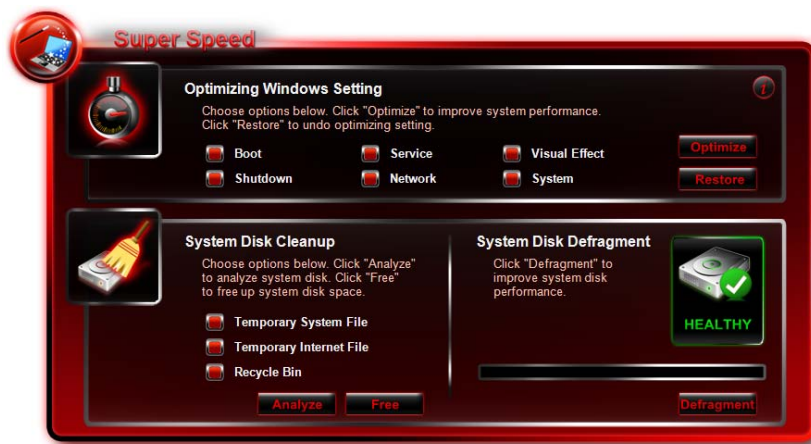 Super Speed
Optimizing Windows Setting
Choose options below. Click "Optimize" to improve system performance.
Click "Restore" to undo optimizing setting.
Boot
Service
Visual Effect
Optimize
Shutdown
Network
System
Restore
System Disk Cleanup
Choose options below. Click "Analyze"
to analyze system disk. Click "Free"
to free up system disk space.
Temporary System File
Temporary Internet File
Recycle Bin
Analyze
Free
System Disk Defragment
Click "Defragment" to
improve system disk
performance.
HEALTHY
Defragment